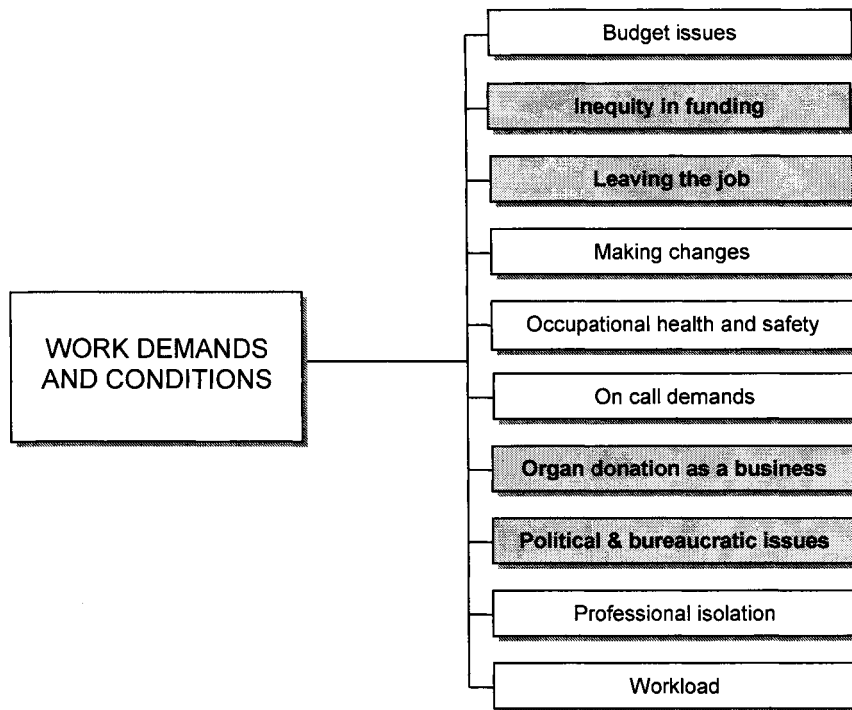 Budget issues
Inequity in funding
Leaving the job
Making changes
WORK DEMANDS
AND CONDITIONS
Occupational health and safety
On call demands
Organ donation as a business
Political & bureaucratic issues
Professional isolation
Workload